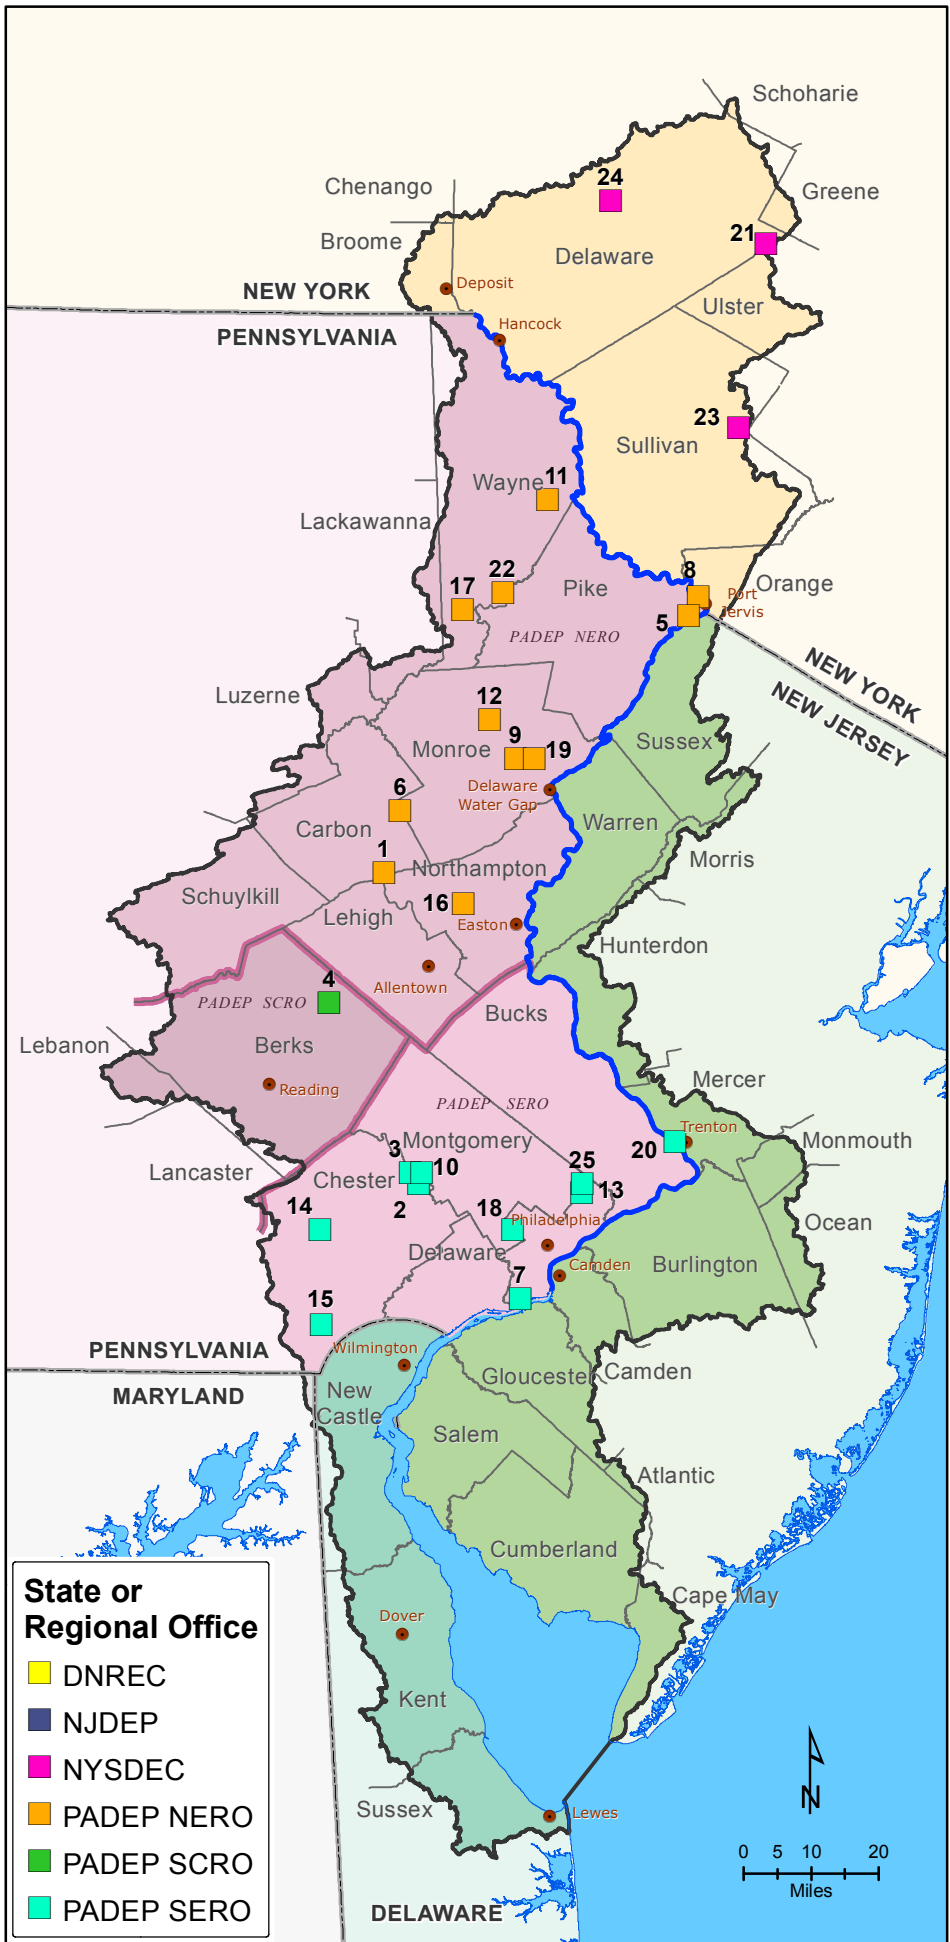 Schoharie
24
Chenango
Greene
21
Broome
Delaware
Deposit
NEW YORK
Ulster
Hancock
PENNSYLVANIA
23
Sullivan
Wayne
11
Lackawanna
22
8
17
Pike
Orange
Port
Jervis
5
PADEP NERO
NEW YORK
Luzerne
NEW JERSEY
12
9
19
Monroe
Sussex
6
Delaware
Water Gap
Carbon
Warren
1
Morris
Northampton
Schuylkill
16
Lehigh
Easton
Hunterdon
4
Allentown
PADEP SCRO
Bucks
Lebanon
Berks
Reading
Mercer
PADEP SERO
Trenton
Montgomery
20
Monmouth
3
10
Lancaster
Chester
25
13
2
14
18
Philadelphia
Ocean
Delaware
Camden
Burlington
7
15
PENNSYLVANIA
Wilmington
MARYLAND
New
Castle
Gloucester
Camden
Salem
Atlantic
Cumberland
Cape May
State or
Regional Office
DNREC
NJDEP
NYSDEC
PADEP NERO
PADEP SCRO
PADEP SERO
Dover
Kent
Sussex
Lewes
DELAWARE
N
0 5 10 20
Miles